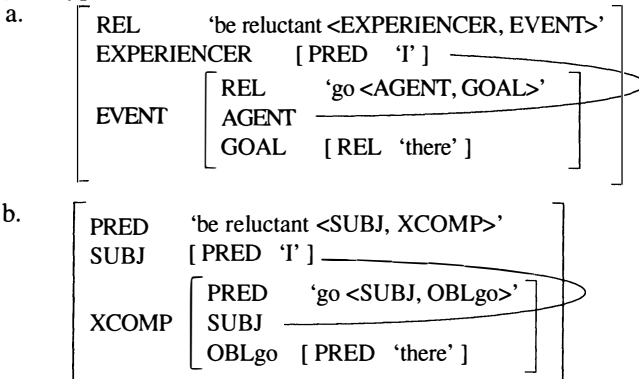 a.
REL 'be reluctant <EXPERIENCER, EVENT>'
EXPERIENCER [ PRED 'I' ]
REL 'go <AGENT, GOAL>'
EVENT AGENT
GOAL [ REL 'there' ]
b.
PRED 'be reluctant <SUBJ, XCOMP>'
SUBJ [ PRED 'I' ]
PRED 'go <SUBJ, OBLgo>'
XCOMP SUBJ
OBLgo [ PRED 'there' ]